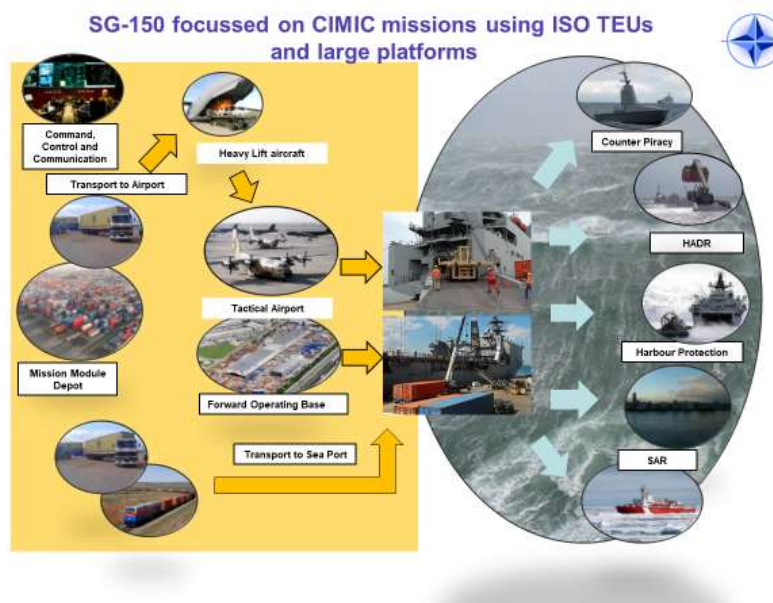 SG-150 focussed on CIMIC missions using ISO TEUs
and large platforms
Command,
Control and
Communication
Heavy Lift aircraft
Transport to Airport
Tactical Airport
Mission Module
Depot
Forward Operating Base
Transport to Sea Port
Counter Piracy
HADR
Harbour Protection
SAR